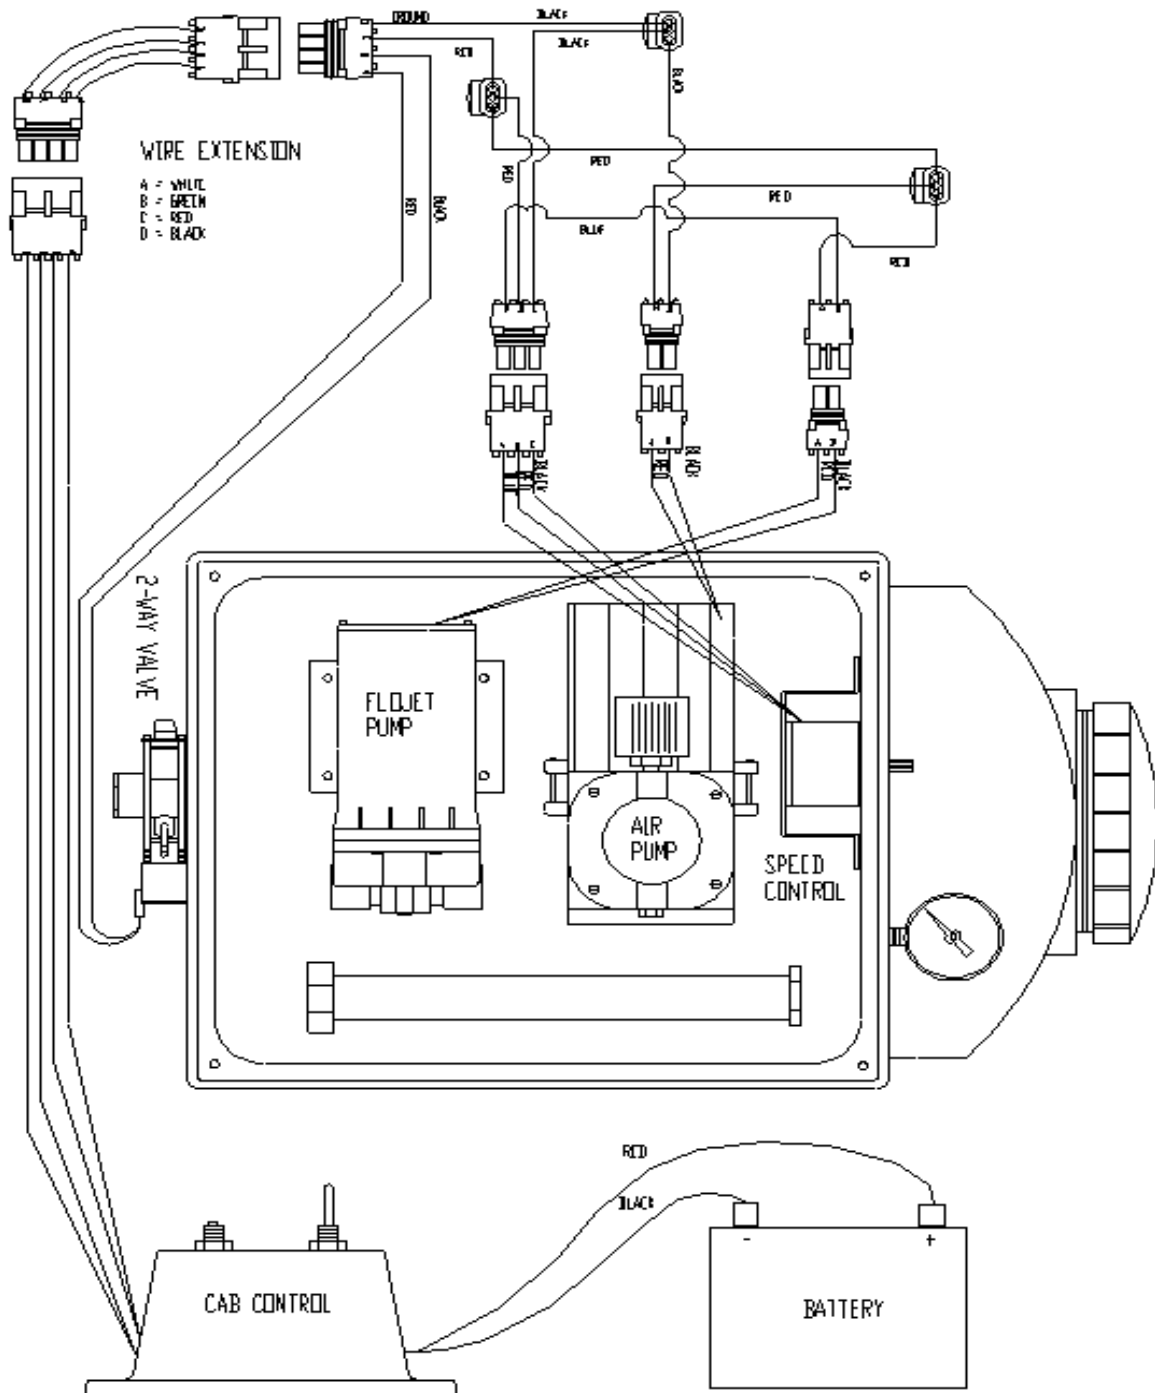 GROUND
BLACK
BLACK
RED
BLACK
WIRE EXTENSION
A = WHITE
B = GREEN
C = RED
D = BLACK
RED
BLACK
RED
RED
RED
BLUE
RED
BLACK
RED
BLACK
RED
BLACK
2-WAY VALVE
FLOJET
PUMP
AIR
PUMP
SPEED
CONTROL
RED
BLACK
- +
CAB CONTROL
BATTERY